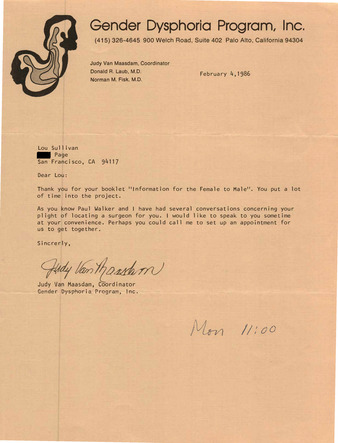 Gender Dysphoria Program, Inc.
(415) 326-4645 900 Welch Road, Suite 402 Palo Alto, California 94304
Judy Van Maasdam, Coordinator
Donald R. Laub, M.D.
Norman M. Fisk, M.D.
February 4,1986
Lou Sullivan
Page
San Francisco, CA 94117
Dear Lou:
Thank you for your booklet "Information for the Female to Male". You put a lot
of time into the project.
As you know Paul Walker and I have had several conversations concerning your
plight of locating a surgeon for you. I would like to speak to you sometime
at your convenience. Perhaps you could call me to set up an appointment for
us to get together.
Sincerely,
Judy Van Maasdam
Judy Van Maasdam, Coordinator
Gender Dysphoria Program, Inc.
Mon 11:00